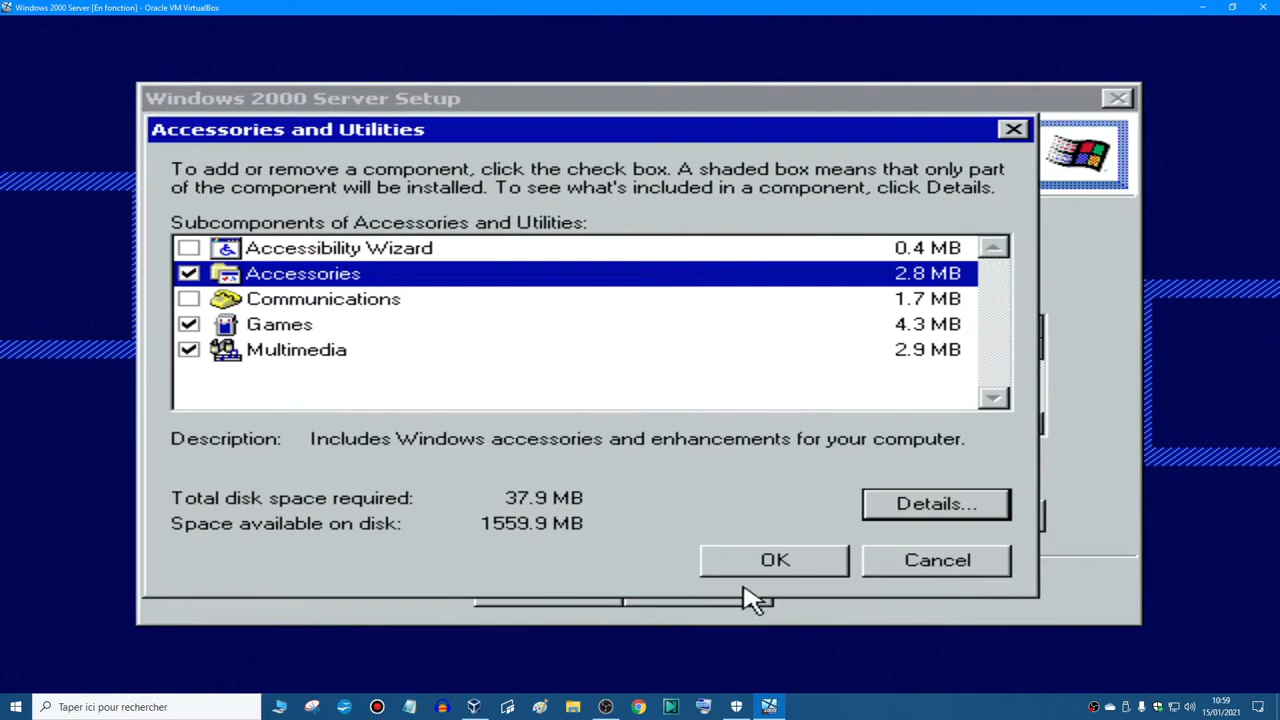 Windows 2000 Server [En fonction] - Oracle VM VirtualBox
Windows 2000 Server Setup
Accessories and Utilities
To add or remove a component, click the check box. A shaded box means that only part
of the component will be installed. To see what's included in a component, click Details.
Subcomponents of Accessories and Utilities:
Accessibility Wizard 0.4 MB
Accessories 2.8 MB
Communications 1.7 MB
Games 4.3 MB
Multimedia 2.9 MB
Description: Includes Windows accessories and enhancements for your computer.
Total disk space required: 37.9 MB
Space available on disk: 1559.9 MB
Details...
OK Cancel
Taper ici pour rechercher
10:59
15/01/2021